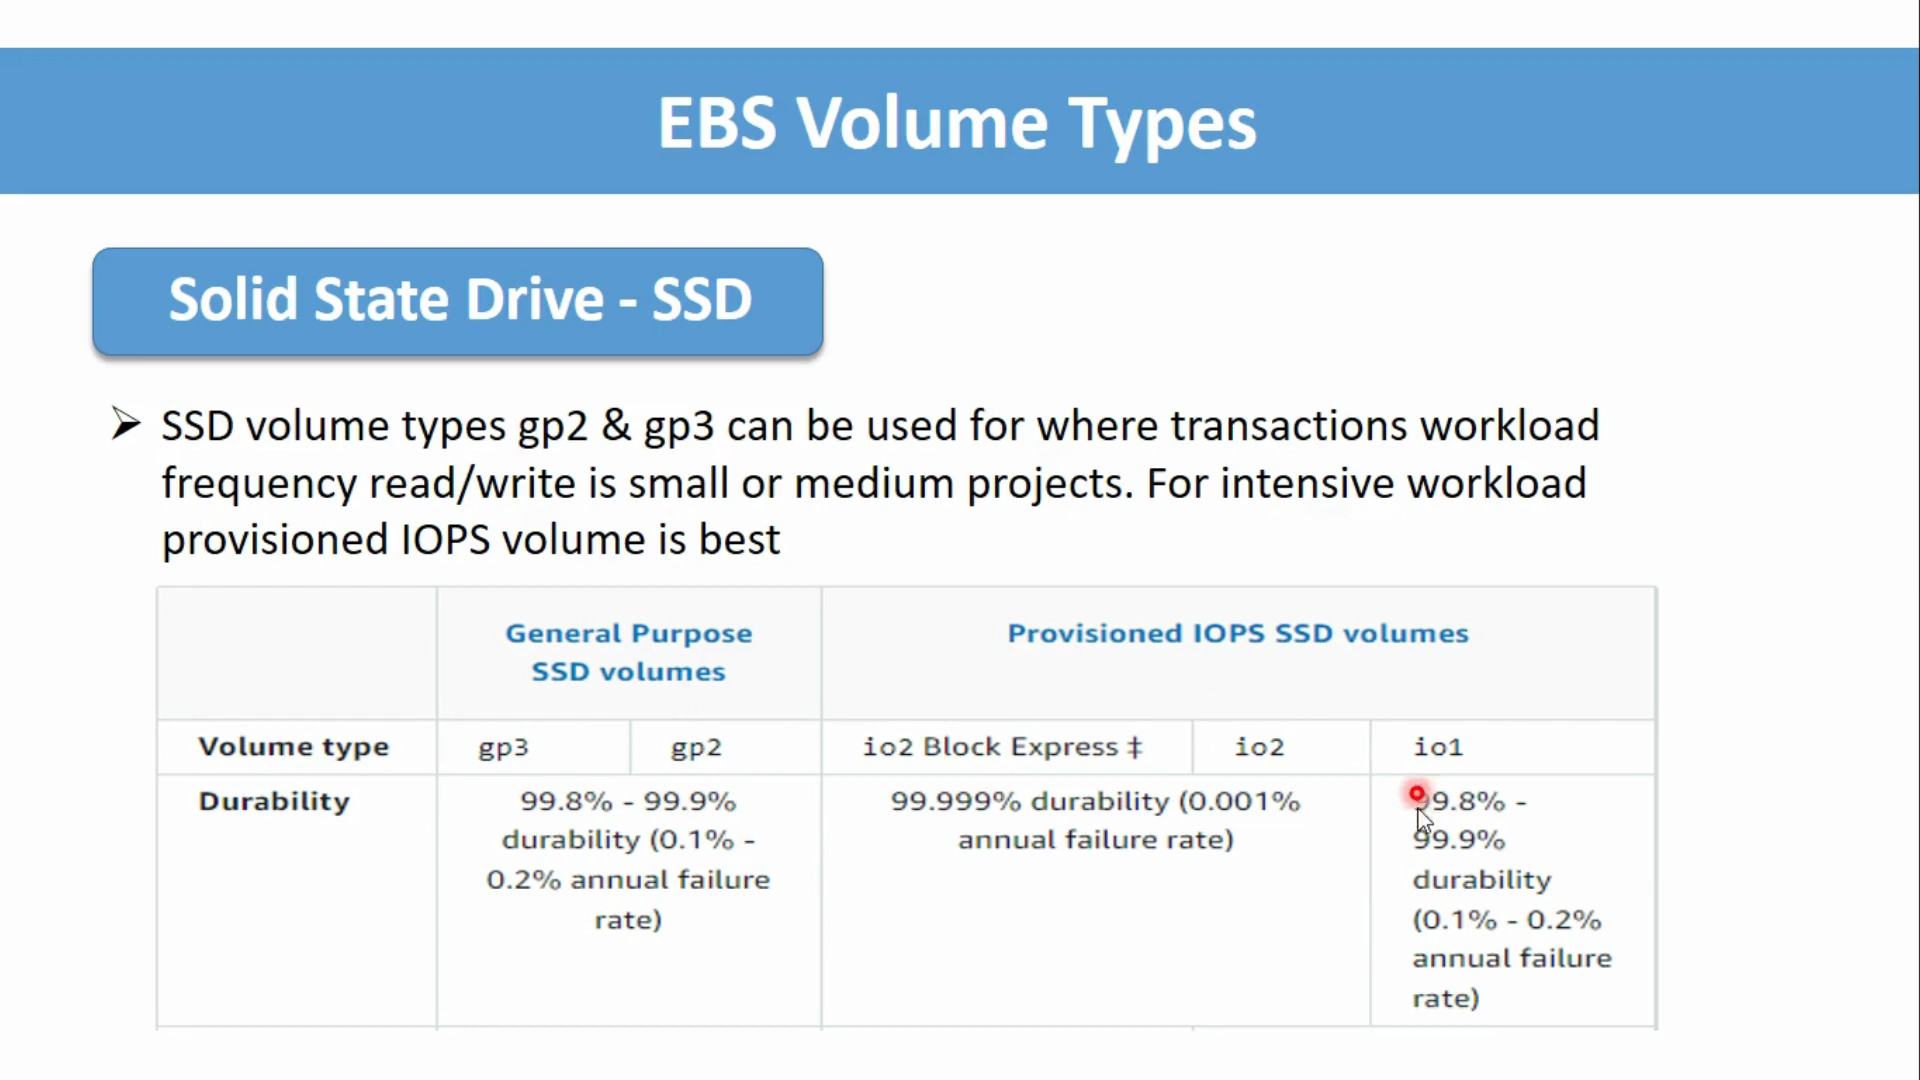 EBS Volume Types
Solid State Drive - SSD
SSD volume types gp2 & gp3 can be used for where transactions workload
frequency read/write is small or medium projects. For intensive workload
provisioned IOPS volume is best
General Purpose
SSD volumes
Provisioned IOPS SSD volumes
Volume type
gp3
gp2
io2 Block Express ‡
io2
io1
Durability
99.8% - 99.9%
durability (0.1% -
0.2% annual failure
rate)
99.999% durability (0.001%
annual failure rate)
99.8% -
99.9%
durability
(0.1% - 0.2%
annual failure
rate)